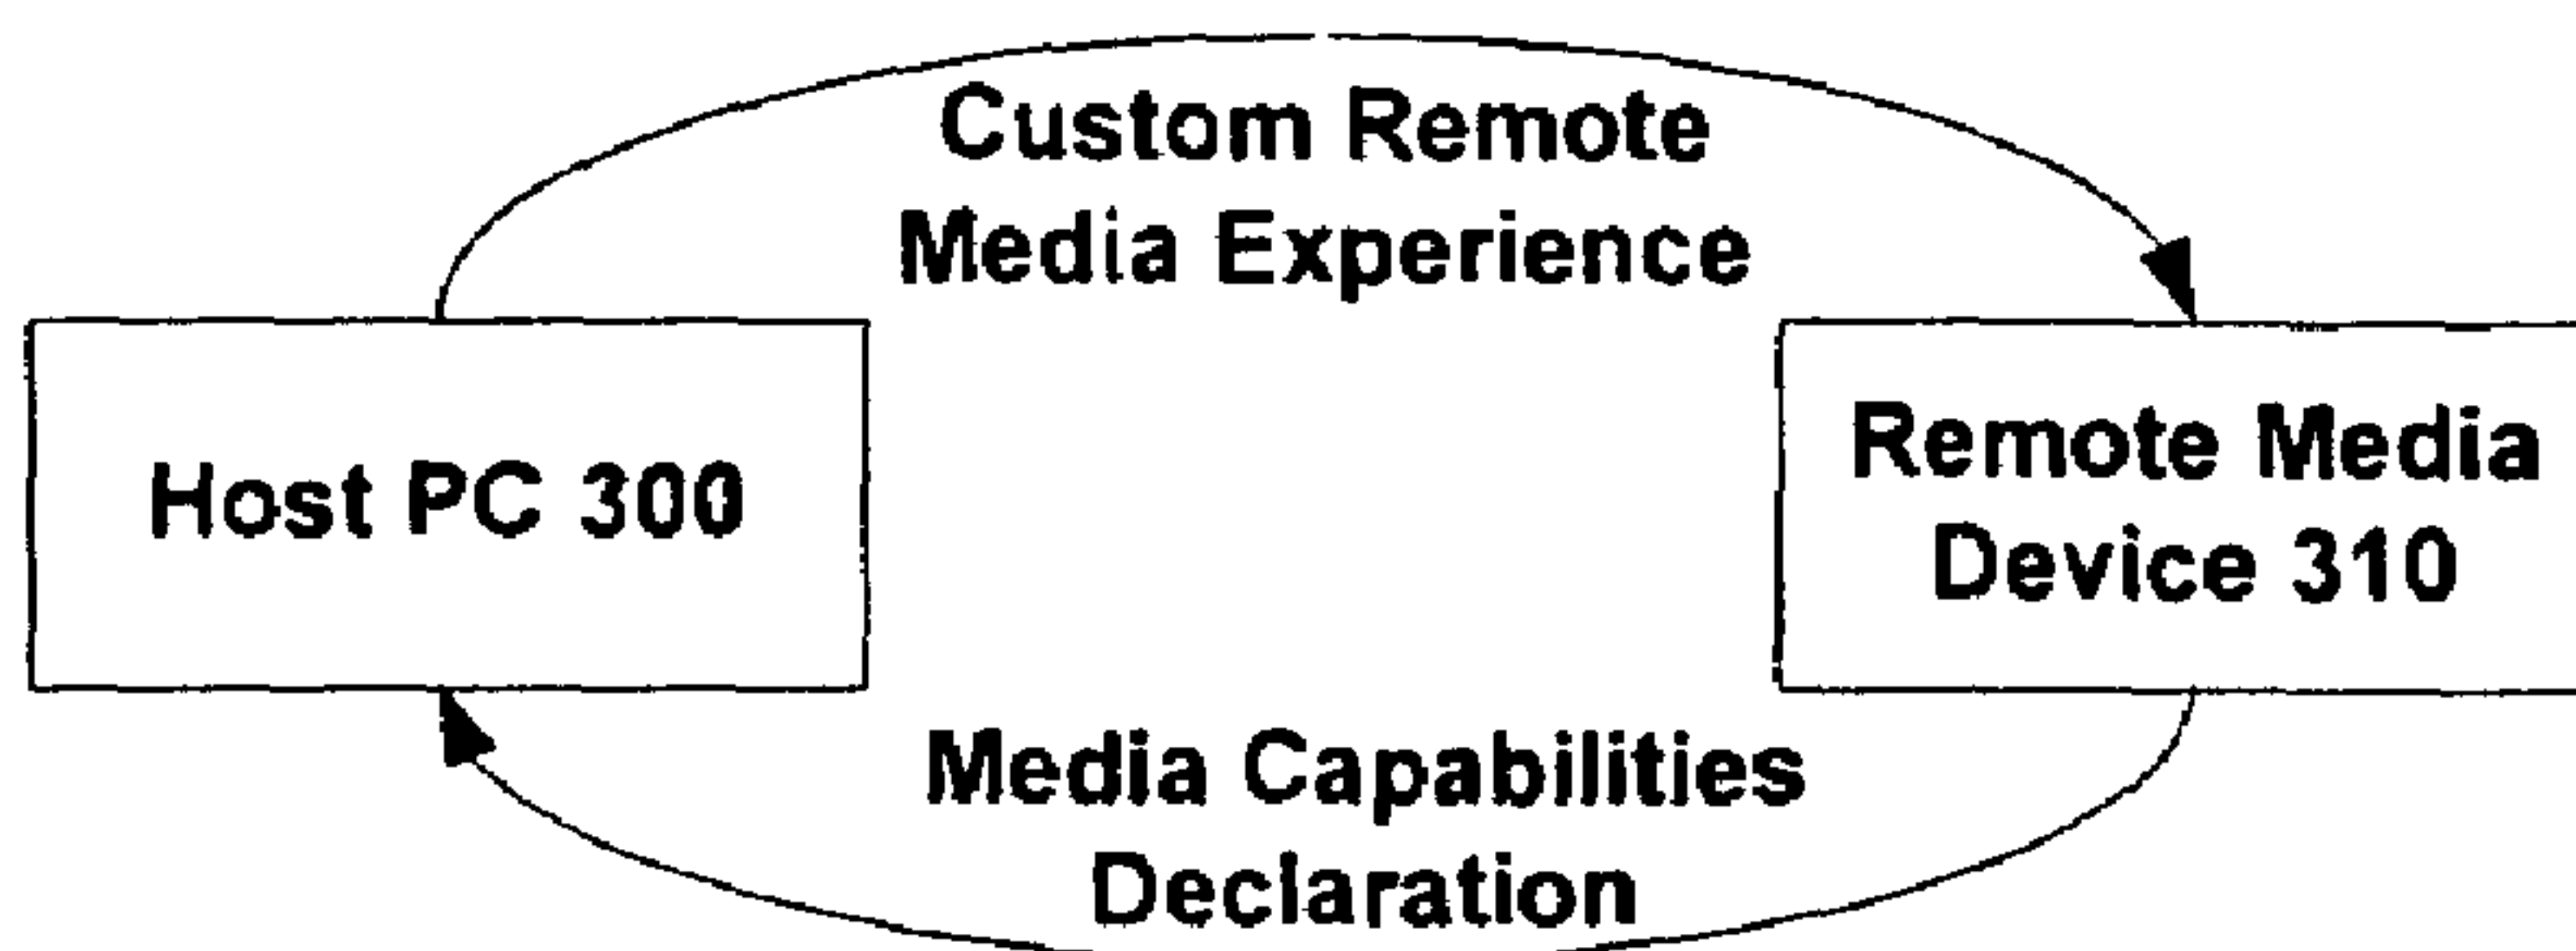 Custom Remote
Media Experience
Host PC 300
Remote Media
Device 310
Media Capabilities
Declaration